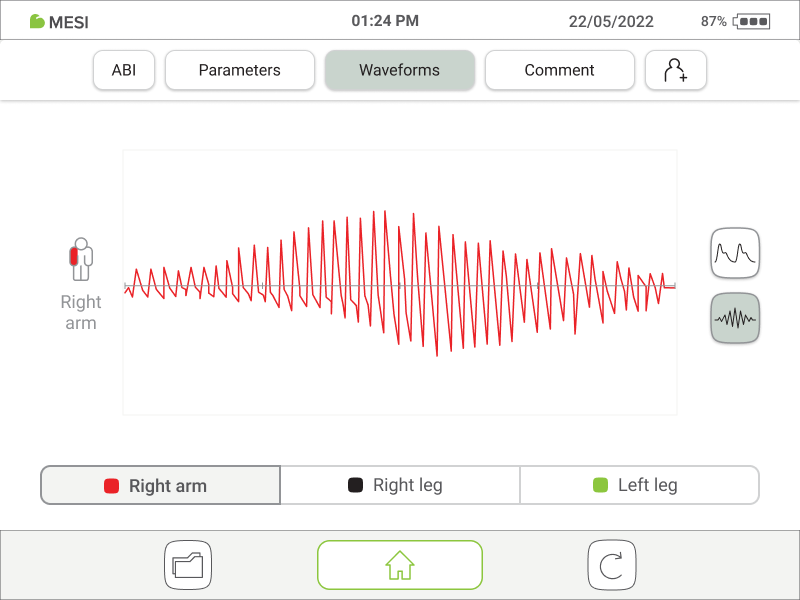 MESI 01:24 PM 22/05/2022 87%
ABI Parameters Waveforms Comment
Right
arm
Right arm Right leg Left leg